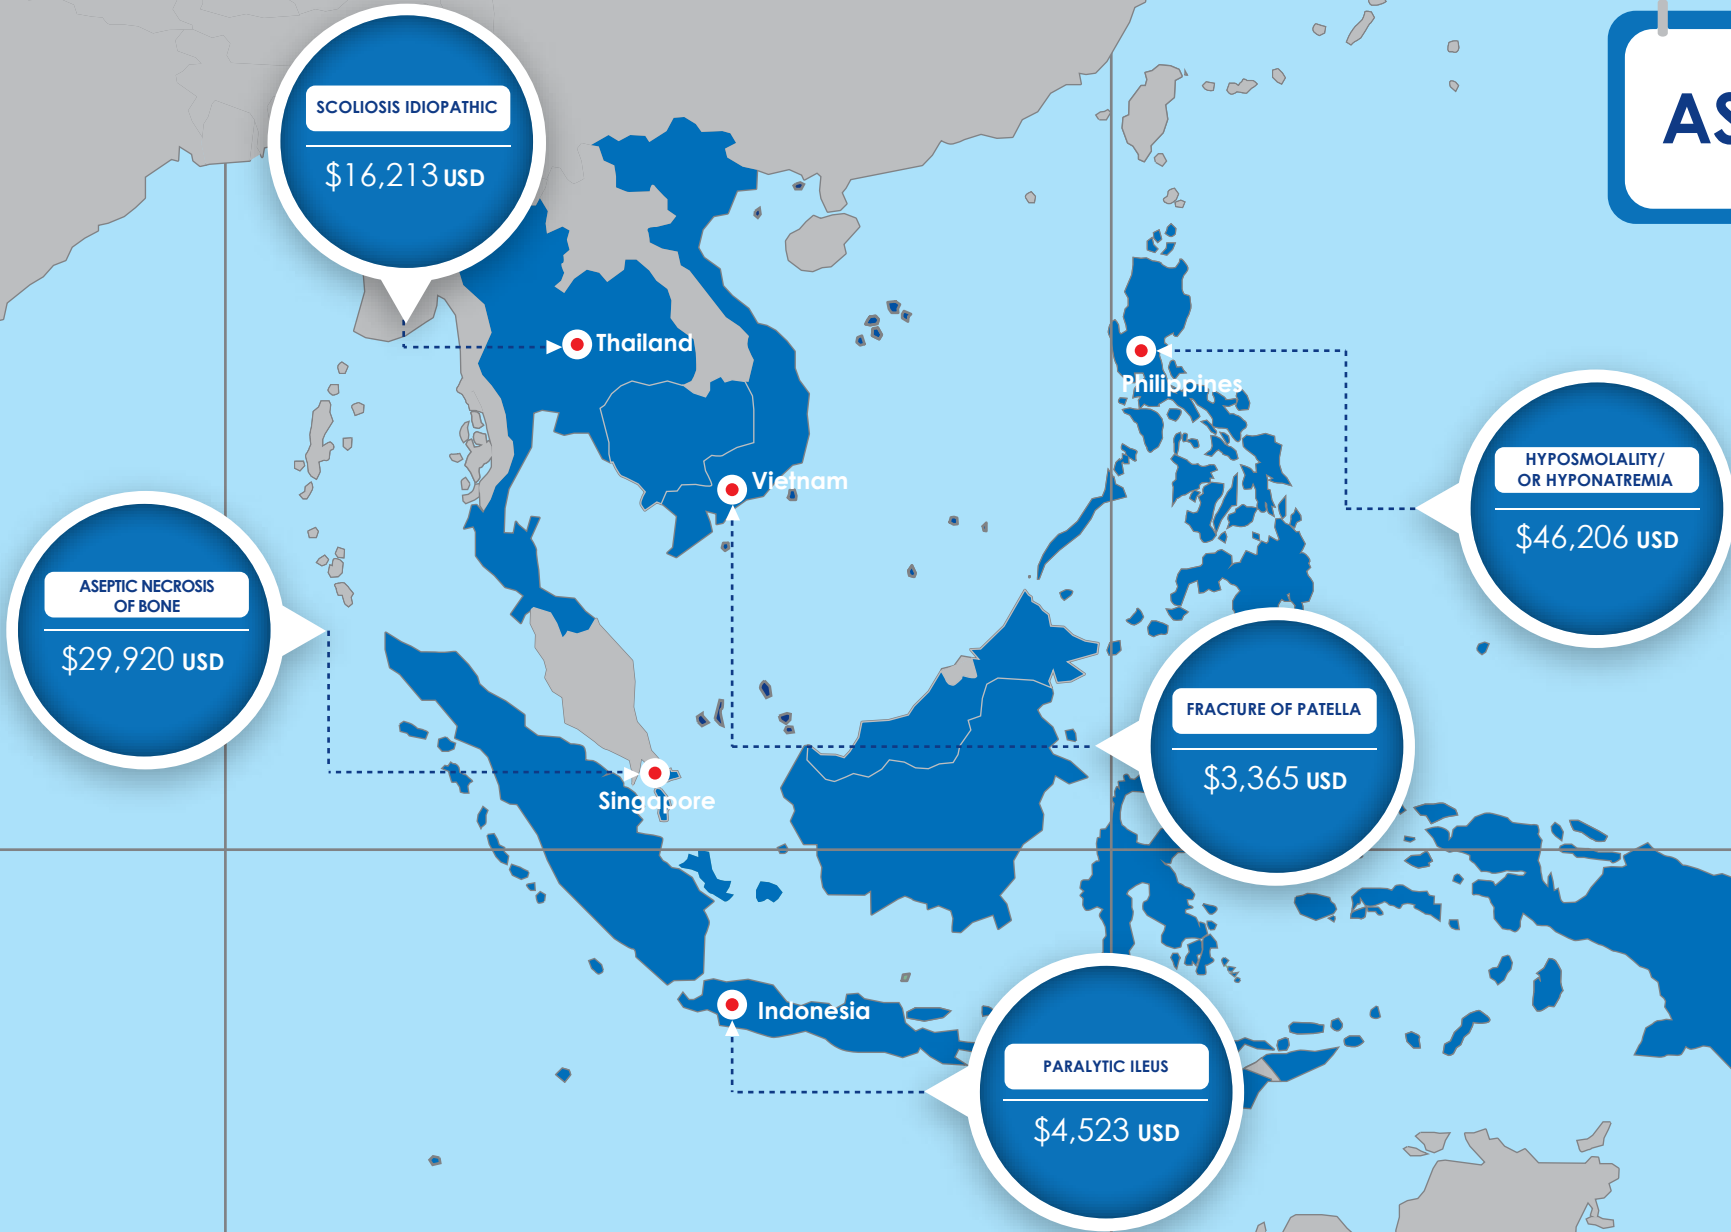 AS
SCOLIOSIS IDIOPATHIC
$16,213 USD
Thailand
Philippines
HYPOSMOLALITY/
OR HYPONATREMIA
$46,206 USD
Vietnam
ASEPTIC NECROSIS
OF BONE
$29,920 USD
FRACTURE OF PATELLA
$3,365 USD
Singapore
Indonesia
PARALYTIC ILEUS
$4,523 USD